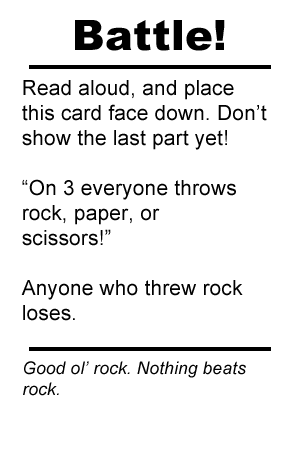 Battle!
Read aloud, and place
this card face down. Don’t
show the last part yet!
“On 3 everyone throws
rock, paper, or
scissors!”
Anyone who threw rock
loses.
Good ol’ rock. Nothing beats
rock.